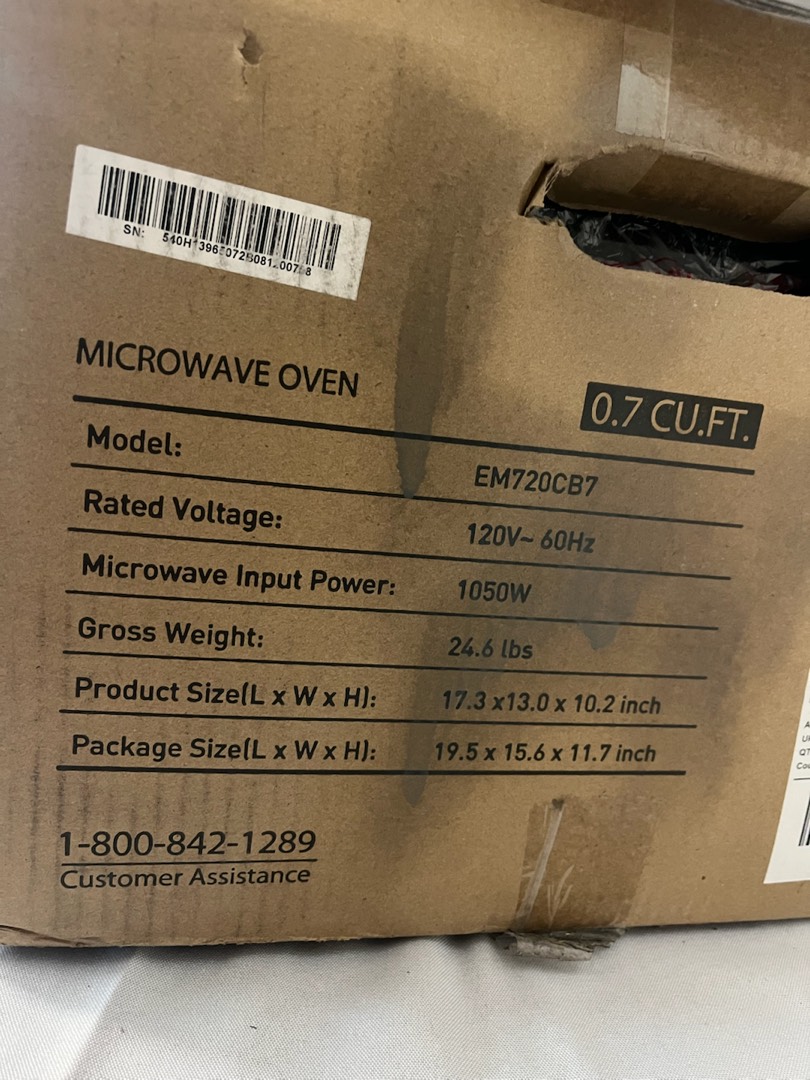 SN:
MICROWAVE OVEN
0.7 CU.FT.
Model: EM720CB7
Rated Voltage: 120V~ 60Hz
Microwave Input Power: 1050W
Gross Weight: 24.6 lbs
Product Size(L x W x H): 17.3 x13.0 x 10.2 inch
Package Size(L x W x H): 19.5 x 15.6 x 11.7 inch
1-800-842-1289
Customer Assistance